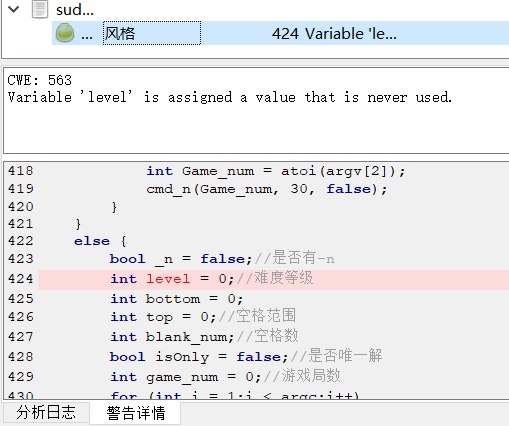 sud...
... 风格 424 Variable 'le...
CWE: 563
Variable 'level' is assigned a value that is never used.
418 int Game_num = atoi(argv[2]);
419 cmd_n(Game_num, 30, false);
420 }
421 }
422 else {
423 bool _n = false;//是否有-n
424 int level = 0;//难度等级
425 int bottom = 0;
426 int top = 0;//空格范围
427 int blank_num;//空格数
428 bool isOnly = false;//是否唯一解
429 int game_num = 0;//游戏局数
430 for (int i = 1;i < argc;i++)
分析日志 警告详情